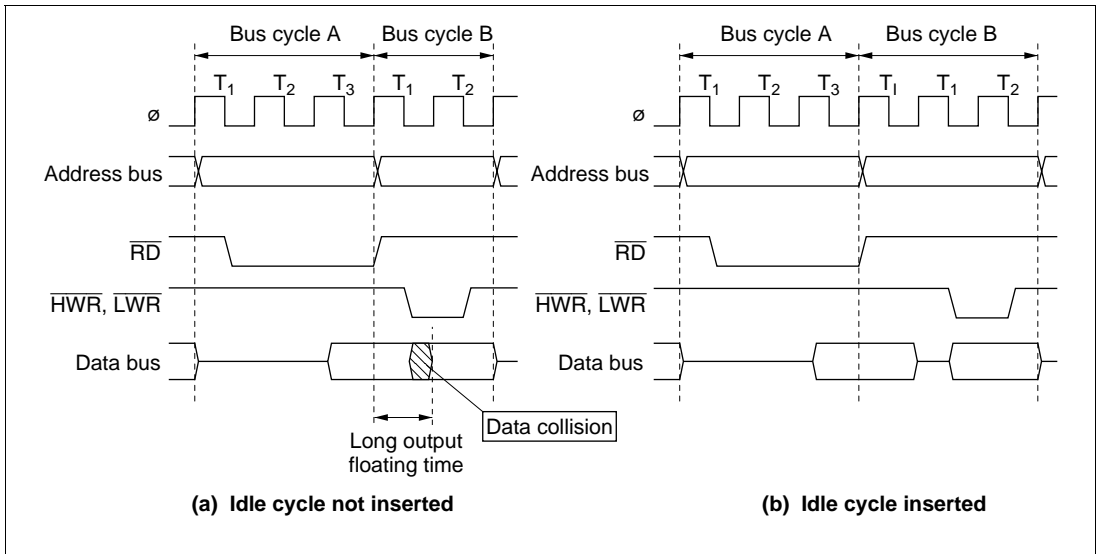 Bus cycle A Bus cycle B
T1 T2 T3 T1 T2
ø
Address bus
RD
HWR, LWR
Data bus
Data collision
Long output
floating time
(a) Idle cycle not inserted
Bus cycle A Bus cycle B
T1 T2 T3 TI T1 T2
ø
Address bus
RD
HWR, LWR
Data bus
(b) Idle cycle inserted